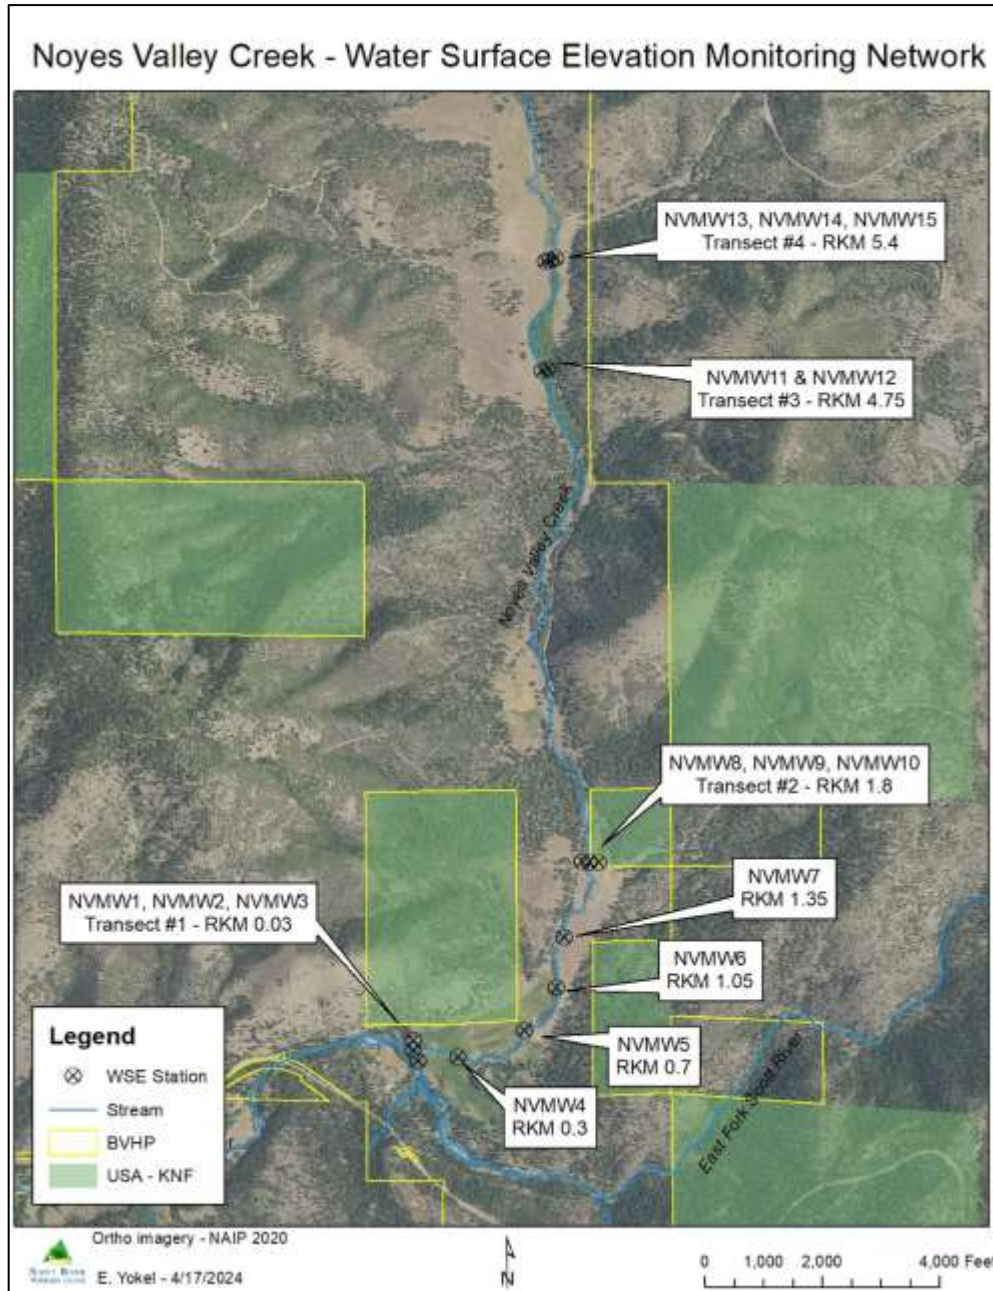 Noyes Valley Creek - Water Surface Elevation Monitoring Network
NVMW13, NVMW14, NVMW15
Transect #4 - RKM 5.4
NVMW11 & NVMW12
Transect #3 - RKM 4.75
Noyes Valley Creek
NVMW8, NVMW9, NVMW10
Transect #2 - RKM 1.8
NVMW7
RKM 1.35
NVMW1, NVMW2, NVMW3
Transect #1 - RKM 0.03
NVMW6
RKM 1.05
NVMW5
RKM 0.7
NVMW4
RKM 0.3
East Fork Scott River
Legend
WSE Station
Stream
BVHP
USA - KNF
Ortho imagery - NAIP 2020
E. Yokel - 4/17/2024
N
0 1,000 2,000 4,000 Feet